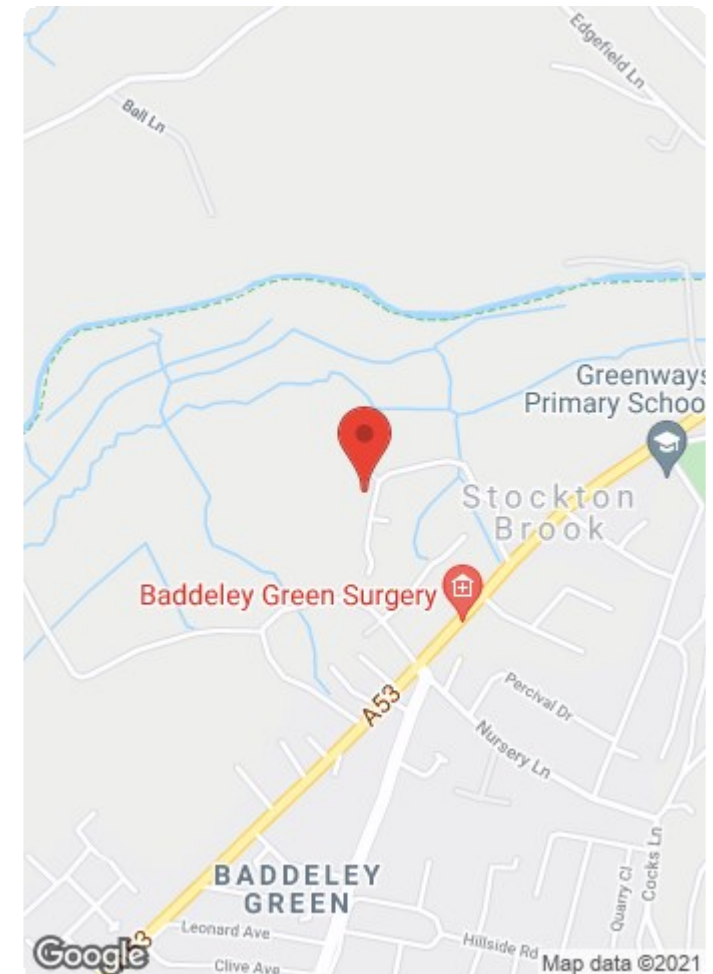 Edgefield Ln
Ball Ln
Greenways
Primary Schoo
Stockton
Brook
Baddeley Green Surgery
Percival Dr
A53
Nursery Ln
Cocks Ln
Quarry Cl
BADDELEY
GREEN
Leonard Ave
Hillside Rd
Clive Ave
3
Google
Map data ©2021